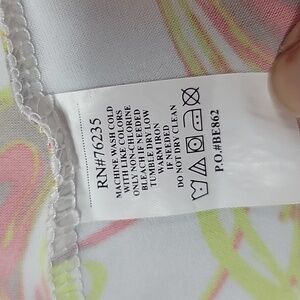 RN#76235
MACHINE WASH COLD
WITH LIKE COLORS
ONLY NON-CHLORINE
BLEACH IF NEEDED
TUMBLE DRY LOW
WARM IRON
IF NEEDED
DO NOT DRY CLEAN
P.O.#BE862